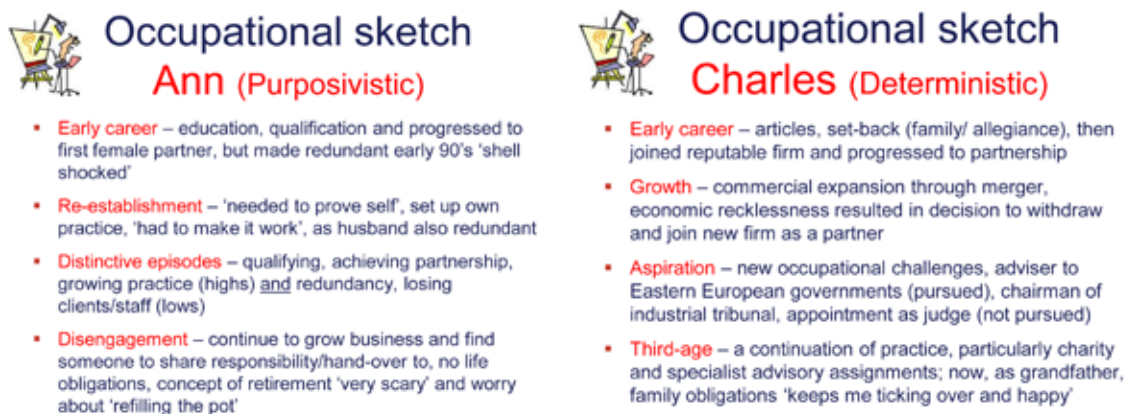 Occupational sketch
Ann (Purposivistic)
▪ Early career – education, qualification and progressed to
first female partner, but made redundant early 90's 'shell
shocked'
▪ Re-establishment – 'needed to prove self', set up own
practice, 'had to make it work', as husband also redundant
▪ Distinctive episodes – qualifying, achieving partnership,
growing practice (highs) and redundancy, losing
clients/staff (lows)
▪ Disengagement – continue to grow business and find
someone to share responsibility/hand-over to, no life
obligations, concept of retirement 'very scary' and worry
about 'refilling the pot'
Occupational sketch
Charles (Deterministic)
▪ Early career – articles, set-back (family/ allegiance), then
joined reputable firm and progressed to partnership
▪ Growth – commercial expansion through merger,
economic recklessness resulted in decision to withdraw
and join new firm as a partner
▪ Aspiration – new occupational challenges, adviser to
Eastern European governments (pursued), chairman of
industrial tribunal, appointment as judge (not pursued)
▪ Third-age – a continuation of practice, particularly charity
and specialist advisory assignments; now, as grandfather,
family obligations 'keeps me ticking over and happy'